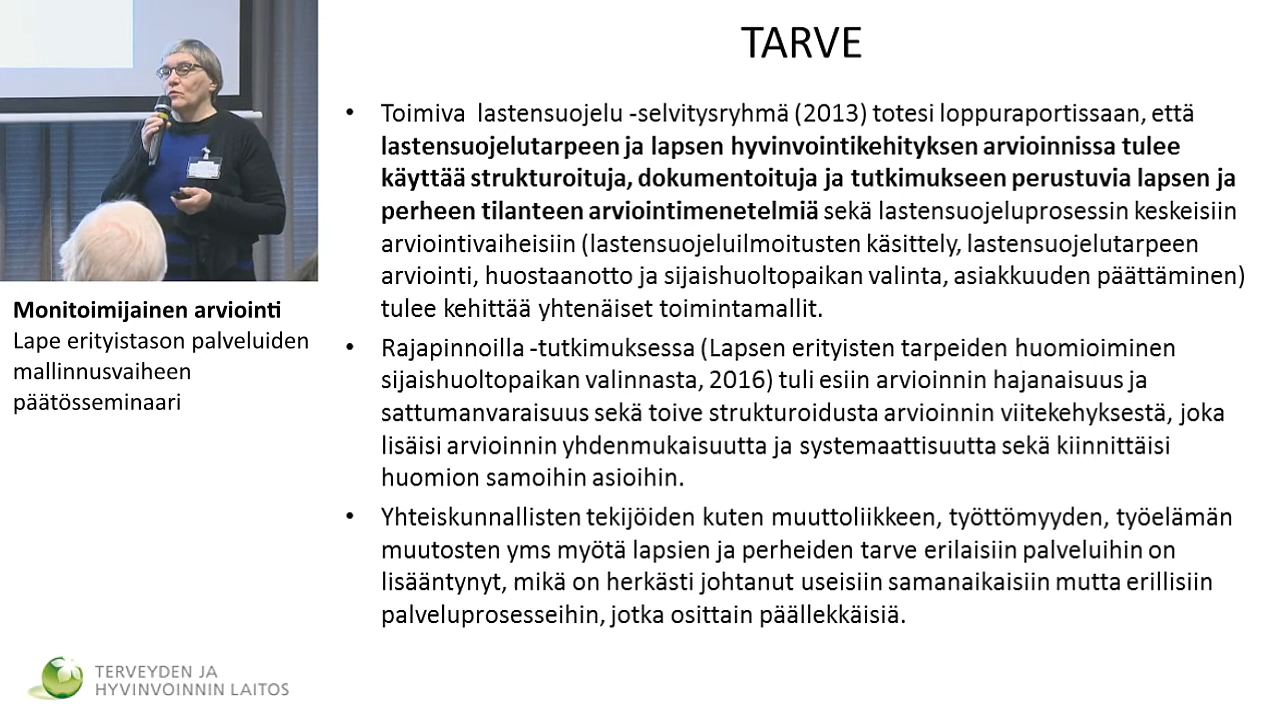 TARVE
• Toimiva lastensuojelu -selvitysryhmä (2013) totesi loppuraportissaan, että
lastensuojelutarpeen ja lapsen hyvinvointikehityksen arvioinnissa tulee
käyttää strukturoituja, dokumentoituja ja tutkimukseen perustuvia lapsen ja
perheen tilanteen arviointimenetelmiä sekä lastensuojeluprosessin keskeisiin
arviointivaiheisiin (lastensuojeluilmoitusten käsittely, lastensuojelutarpeen
arviointi, huostaanotto ja sijaishuoltopaikan valinta, asiakkuuden päättäminen)
tulee kehittää yhtenäiset toimintamallit.
• Rajapinnoilla -tutkimuksessa (Lapsen erityisten tarpeiden huomioiminen
sijaishuoltopaikan valinnasta, 2016) tuli esiin arvioinnin hajanaisuus ja
sattumanvaraisuus sekä toive strukturoidusta arvioinnin viitekehyksestä, joka
lisäisi arvioinnin yhdenmukaisuutta ja systemaattisuutta sekä kiinnittäisi
huomion samoihin asioihin.
• Yhteiskunnallisten tekijöiden kuten muuttoliikkeen, työttömyyden, työelämän
muutosten yms myötä lapsien ja perheiden tarve erilaisiin palveluihin on
lisääntynyt, mikä on herkästi johtanut useisiin samanaikaisiin mutta erillisiin
palveluprosesseihin, jotka osittain päällekkäisiä.
Monitoimijainen arviointi
Lape erityistason palveluiden
mallinnusvaiheen
päätösseminaari
TERVEYDEN JA
HYVINVOINNIN LAITOS